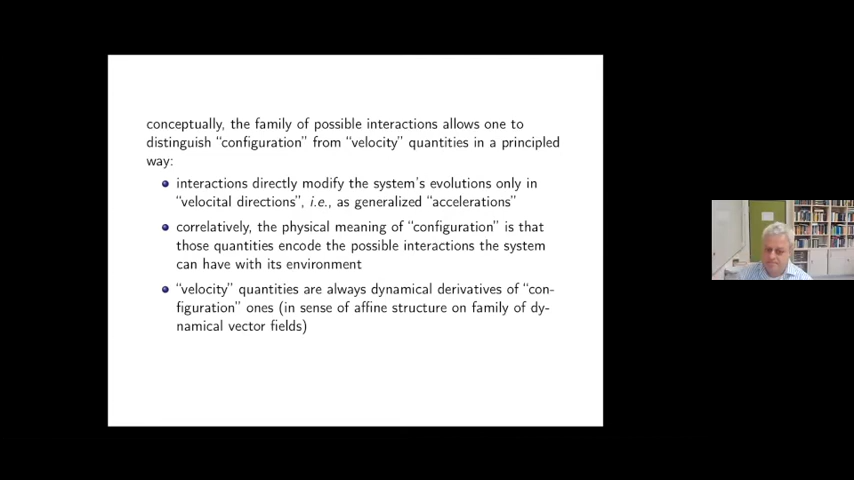 conceptually, the family of possible interactions allows one to
distinguish “configuration” from “velocity” quantities in a principled
way:
interactions directly modify the system’s evolutions only in
“velocital directions”, i.e., as generalized “accelerations”
correlatively, the physical meaning of “configuration” is that
those quantities encode the possible interactions the system
can have with its environment
“velocity” quantities are always dynamical derivatives of “con-
figuration” ones (in sense of affine structure on family of dy-
namical vector fields)